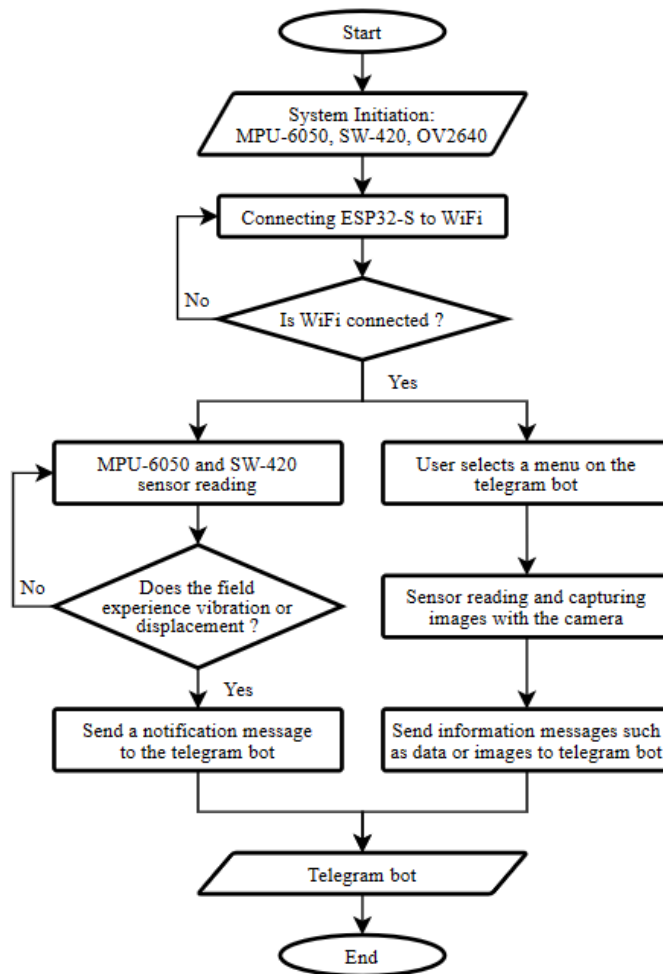 Start
System Initiation:
MPU-6050, SW-420, OV2640
Connecting ESP32-S to WiFi
No
Is WiFi connected ?
Yes
MPU-6050 and SW-420
sensor reading
User selects a menu on the
telegram bot
No
Does the field
experience vibration or
displacement ?
Sensor reading and capturing
images with the camera
Yes
Send a notification message
to the telegram bot
Send information messages such
as data or images to telegram bot
Telegram bot
End